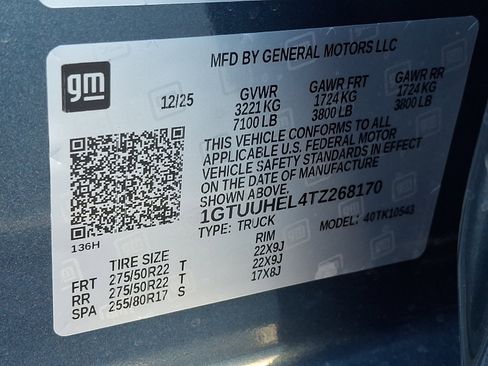 MFD BY GENERAL MOTORS LLC
gm
12/25
GVWR GAWR FRT GAWR RR
3221 KG 1724 KG 1724 KG
7100 LB 3800 LB 3800 LB
THIS VEHICLE CONFORMS TO ALL
APPLICABLE U.S. FEDERAL MOTOR
VEHICLE SAFETY STANDARDS IN EFFECT
ON THE DATE OF MANUFACTURE
SHOWN ABOVE.
1GTUUHEL4TZ268170
TYPE: TRUCK MODEL: 40TK10543
136H
TIRE SIZE RIM
FRT 275/50R22 T 22X9J
RR 275/50R22 T 22X9J
SPA 255/80R17 S 17X8J